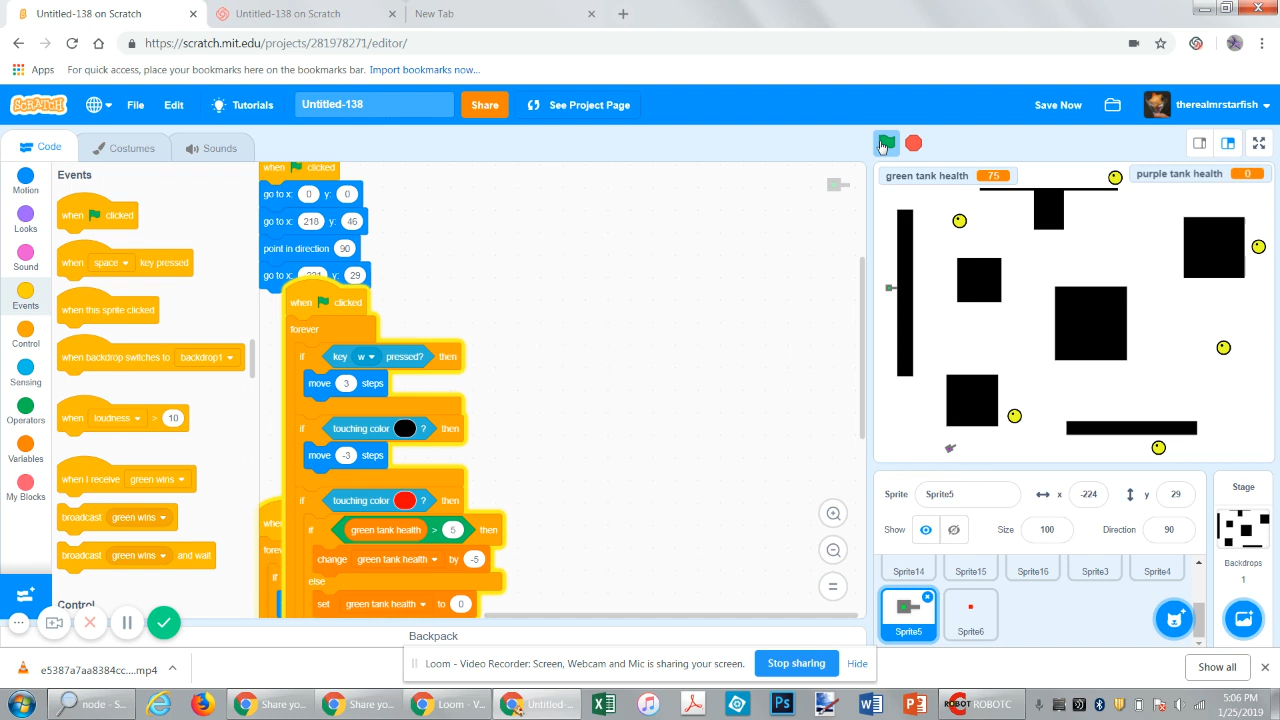 Untitled-138 on Scratch
Untitled-138 on Scratch
New Tab
https://scratch.mit.edu/projects/281978271/editor/
Apps
For quick access, place your bookmarks here on the bookmarks bar. Import bookmarks now...
SCRATCH
File
Edit
Tutorials
Untitled-138
Share
See Project Page
Save Now
therealmrstarfish
Code
Costumes
Sounds
Motion
Looks
Sound
Events
Control
Sensing
Operators
Variables
My Blocks
Events
when clicked
when space key pressed
when this sprite clicked
when backdrop switches to backdrop1
when loudness > 10
when I receive green wins
broadcast green wins
broadcast green wins and wait
Control
when clicked
go to x: 0 y: 0
go to x: 218 y: 46
point in direction 90
go to x: -221 y: 29
when clicked
forever
if key w pressed? then
move 3 steps
if touching color ? then
move -3 steps
if touching color ? then
if green tank health > 5 then
change green tank health by -5
else
set green tank health to 0
Backpack
green tank health 75
purple tank health 0
Sprite Sprite5 x -224 y 29
Show Size 100 Direction 90
Sprite14
Sprite15
Sprite16
Sprite3
Sprite4
Sprite5
Sprite6
Stage
Backdrops
1
e5387a7aa8384cc....mp4
Loom - Video Recorder: Screen, Webcam and Mic is sharing your screen.
Stop sharing
Hide
Show all
node - S...
Share yo...
Share yo...
Loom - V...
Untitled-...
ROBOTC
5:06 PM
1/25/2019